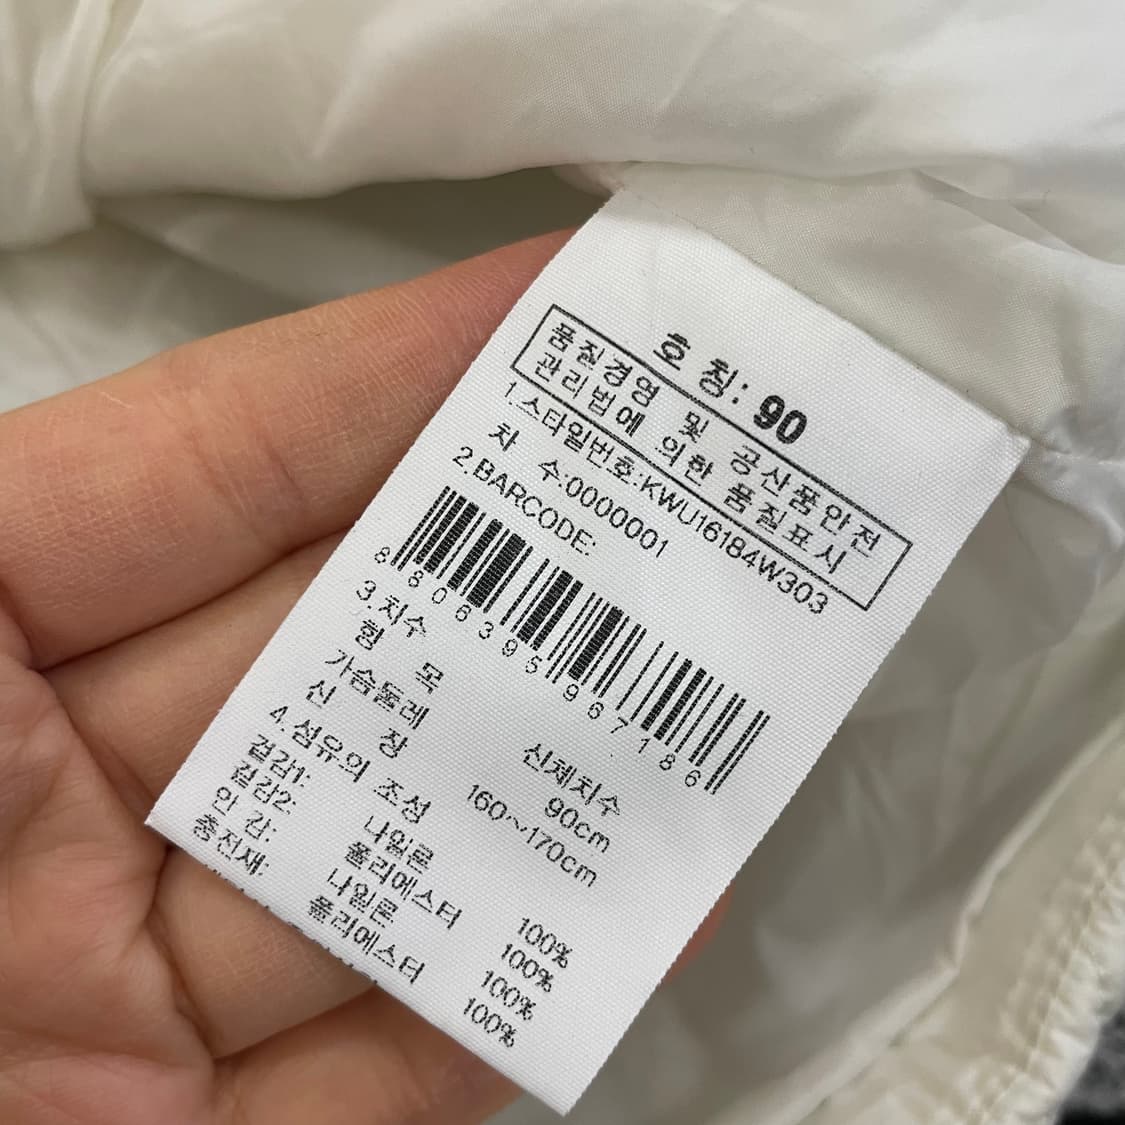 호 칭: 90
품질경영 및 공산품안전
관리법에 의한 품질표시
1.스타일번호:KWU16184W303
차 수:0000001
2.BARCODE:
8806395967186
3.치수
항 목 신체치수
가슴둘레 90cm
신 장 160~170cm
4.섬유의 조성
겉감1: 나일론 100%
겉감2: 폴리에스터 100%
안 감: 나일론 100%
충전재: 폴리에스터 100%